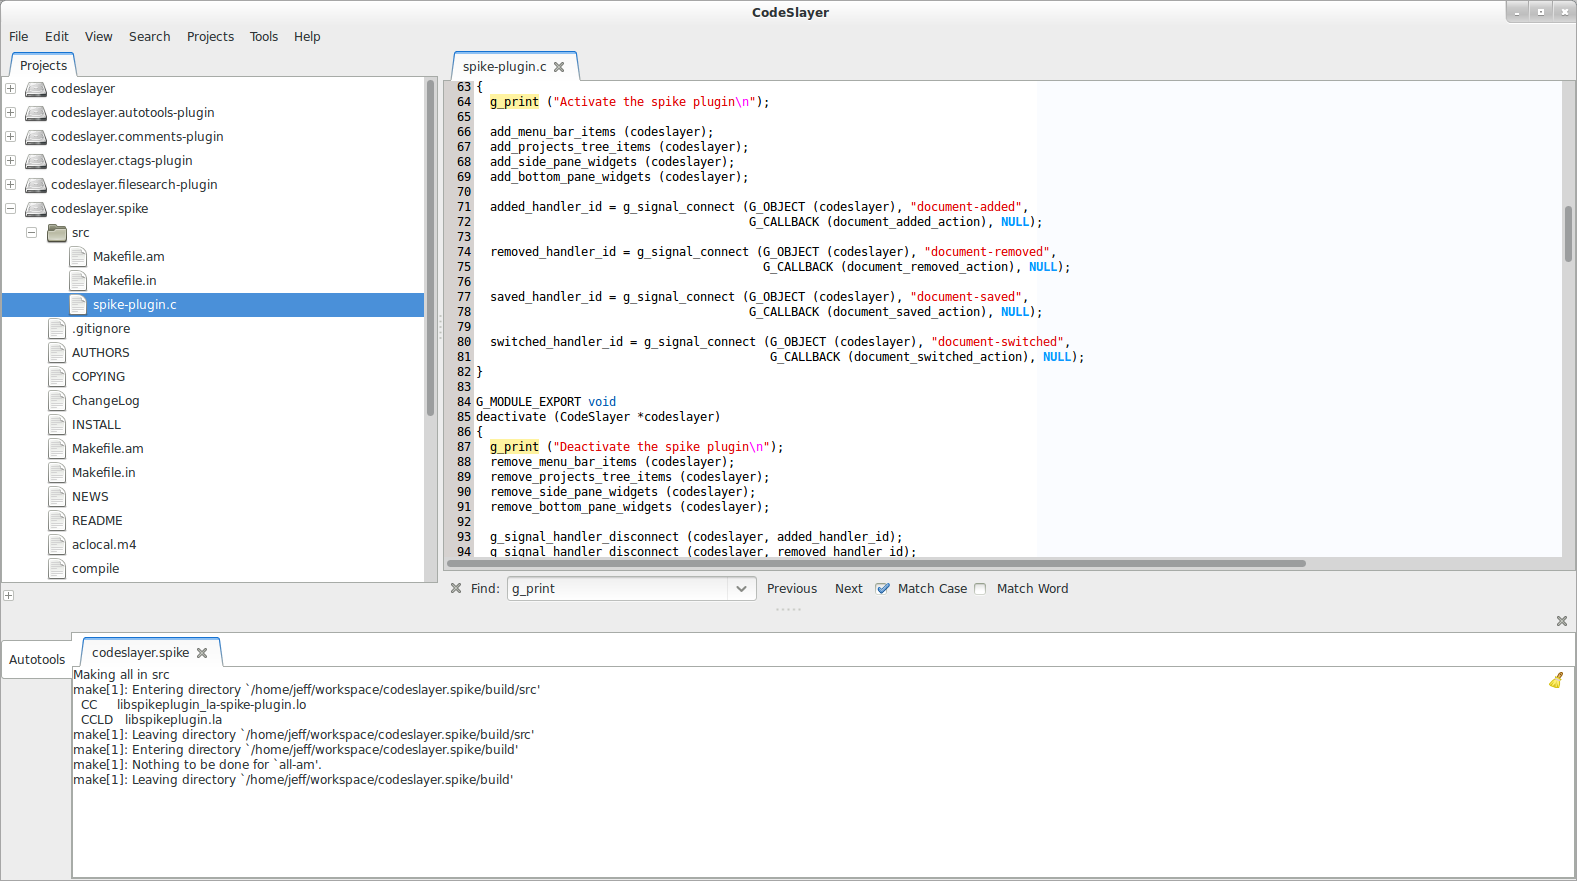 CodeSlayer
File Edit View Search Projects Tools Help
Projects
codeslayer
codeslayer.autotools-plugin
codeslayer.comments-plugin
codeslayer.ctags-plugin
codeslayer.filesearch-plugin
codeslayer.spike
src
Makefile.am
Makefile.in
spike-plugin.c
.gitignore
AUTHORS
COPYING
ChangeLog
INSTALL
Makefile.am
Makefile.in
NEWS
README
aclocal.m4
compile
spike-plugin.c
63 {
64   g_print ("Activate the spike plugin\n");
65
66   add_menu_bar_items (codeslayer);
67   add_projects_tree_items (codeslayer);
68   add_side_pane_widgets (codeslayer);
69   add_bottom_pane_widgets (codeslayer);
70
71   added_handler_id = g_signal_connect (G_OBJECT (codeslayer), "document-added",
72                                        G_CALLBACK (document_added_action), NULL);
73
74   removed_handler_id = g_signal_connect (G_OBJECT (codeslayer), "document-removed",
75                                          G_CALLBACK (document_removed_action), NULL);
76
77   saved_handler_id = g_signal_connect (G_OBJECT (codeslayer), "document-saved",
78                                        G_CALLBACK (document_saved_action), NULL);
79
80   switched_handler_id = g_signal_connect (G_OBJECT (codeslayer), "document-switched",
81                                           G_CALLBACK (document_switched_action), NULL);
82 }
83
84 G_MODULE_EXPORT void
85 deactivate (CodeSlayer *codeslayer)
86 {
87   g_print ("Deactivate the spike plugin\n");
88   remove_menu_bar_items (codeslayer);
89   remove_projects_tree_items (codeslayer);
90   remove_side_pane_widgets (codeslayer);
91   remove_bottom_pane_widgets (codeslayer);
92
93   g_signal_handler_disconnect (codeslayer, added_handler_id);
94   g_signal_handler_disconnect (codeslayer, removed_handler_id);
Find: g_print Previous Next Match Case Match Word
Autotools
codeslayer.spike
Making all in src
make[1]: Entering directory `/home/jeff/workspace/codeslayer.spike/build/src'
  CC     libspikeplugin_la-spike-plugin.lo
  CCLD   libspikeplugin.la
make[1]: Leaving directory `/home/jeff/workspace/codeslayer.spike/build/src'
make[1]: Entering directory `/home/jeff/workspace/codeslayer.spike/build'
make[1]: Nothing to be done for `all-am'.
make[1]: Leaving directory `/home/jeff/workspace/codeslayer.spike/build'